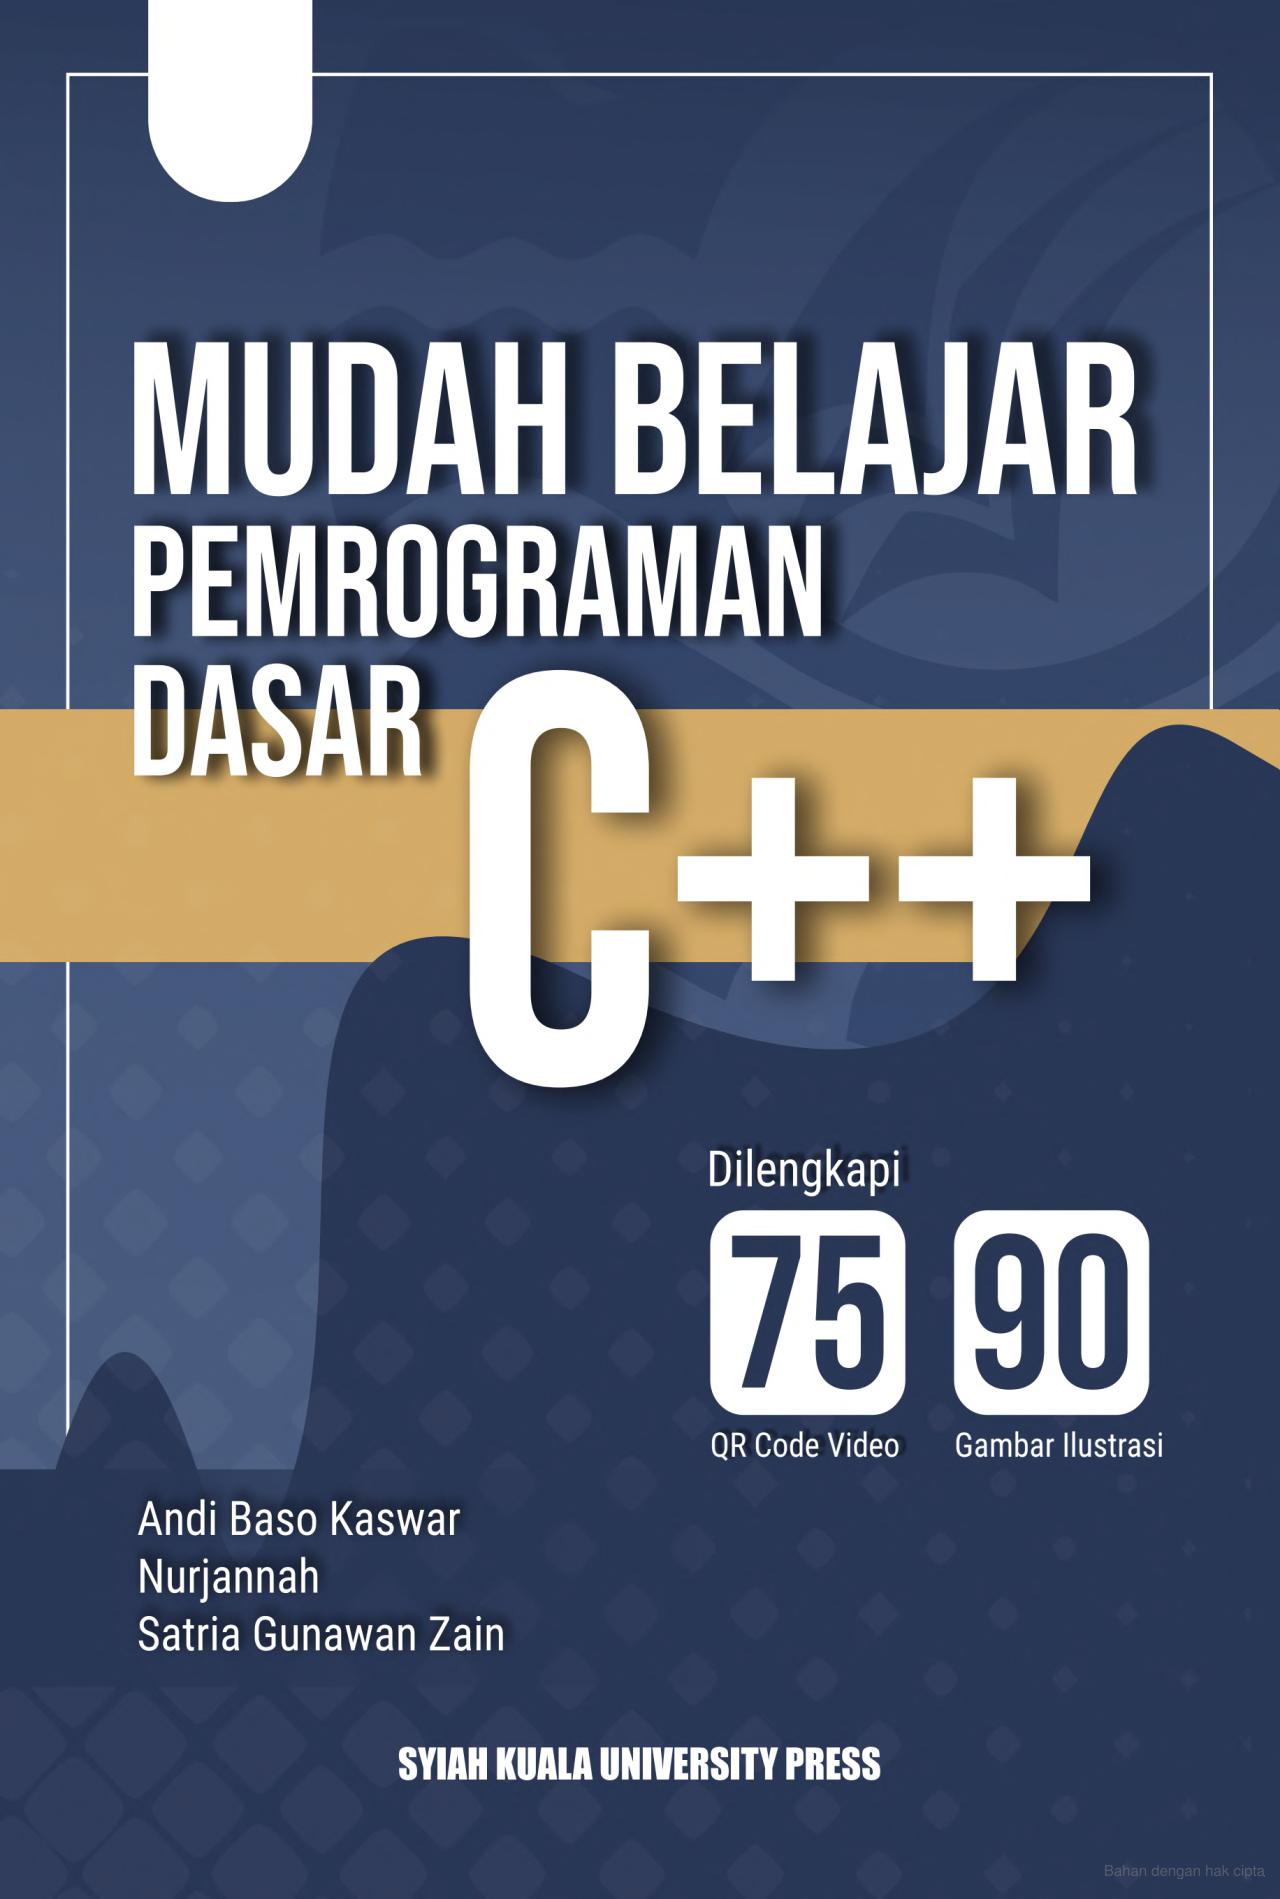 MUDAH BELAJAR
PEMROGRAMAN
DASAR
C++
Dilengkapi
75 90
QR Code Video Gambar Ilustrasi
Andi Baso Kaswar
Nurjannah
Satria Gunawan Zain
SYIAH KUALA UNIVERSITY PRESS
Bahan dengan hak cipta